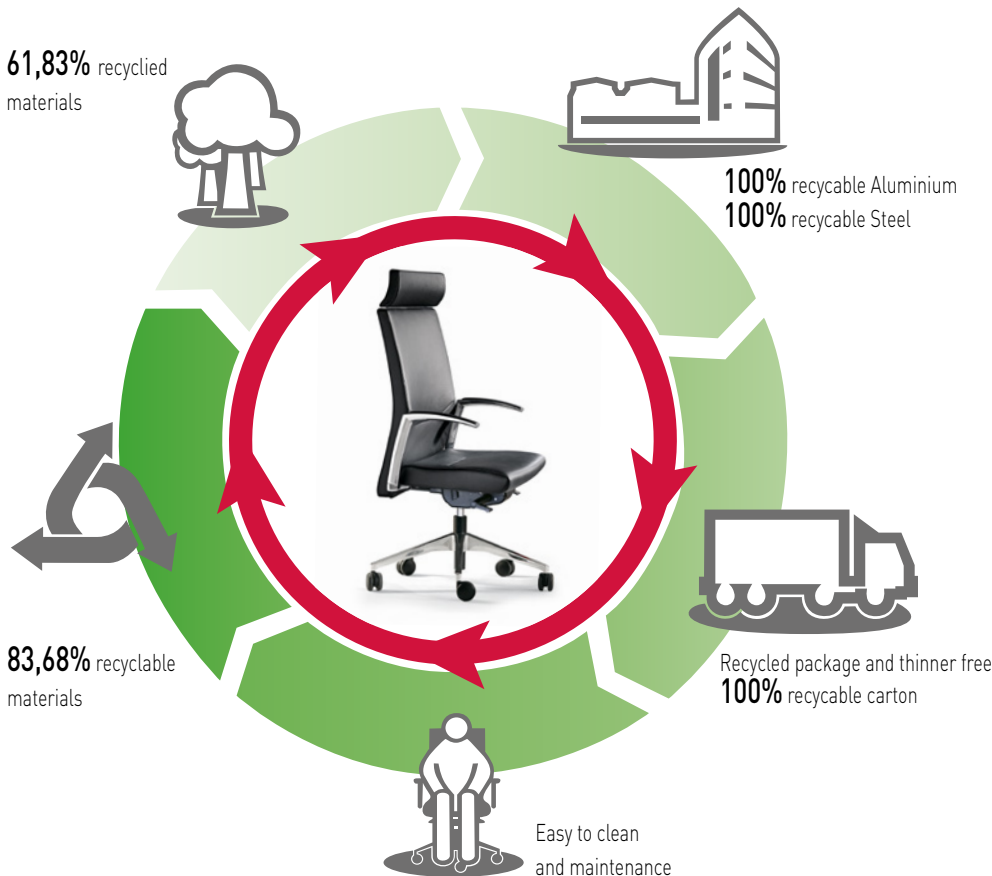 61,83% recyclied
materials
100% recycable Aluminium
100% recycable Steel
Recycled package and thinner free
100% recycable carton
Easy to clean
and maintenance
83,68% recyclable
materials